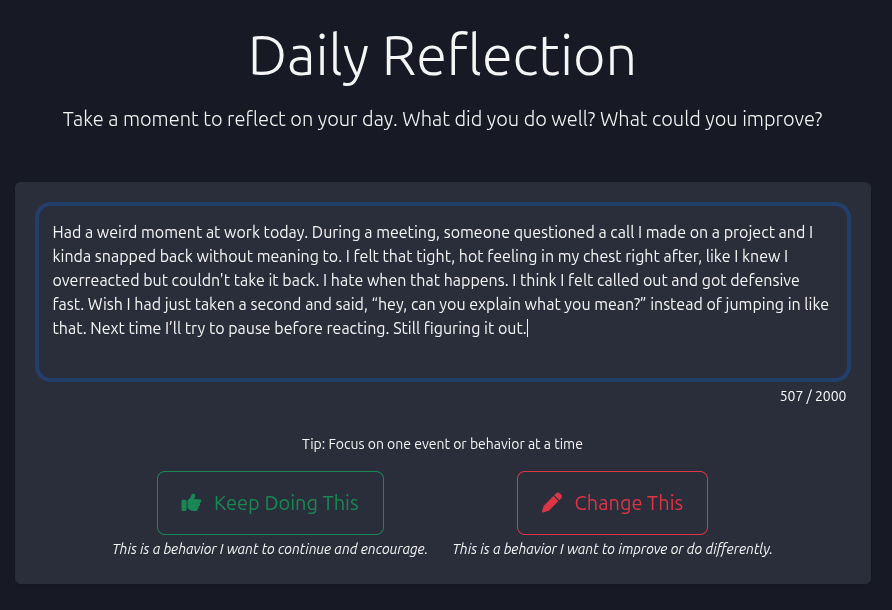 Daily Reflection
Take a moment to reflect on your day. What did you do well? What could you improve?
Had a weird moment at work today. During a meeting, someone questioned a call I made on a project and I
kinda snapped back without meaning to. I felt that tight, hot feeling in my chest right after, like I knew I
overreacted but couldn't take it back. I hate when that happens. I think I felt called out and got defensive
fast. Wish I had just taken a second and said, “hey, can you explain what you mean?” instead of jumping in like
that. Next time I’ll try to pause before reacting. Still figuring it out.
507 / 2000
Tip: Focus on one event or behavior at a time
Keep Doing This
Change This
This is a behavior I want to continue and encourage.
This is a behavior I want to improve or do differently.